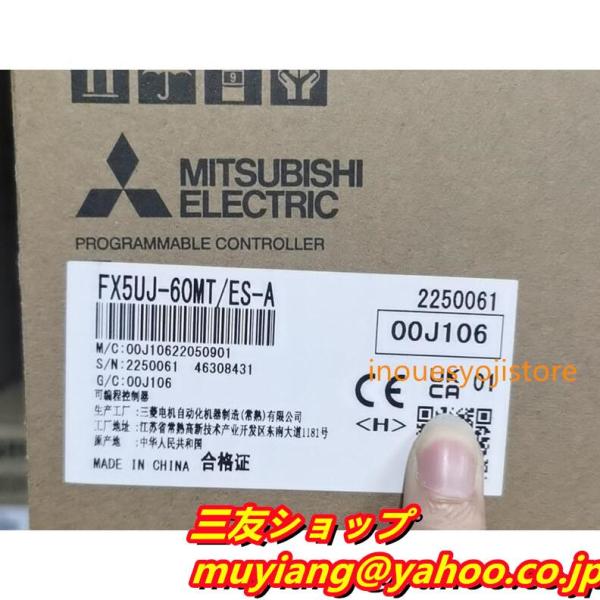 MITSUBISHI
ELECTRIC
PROGRAMMABLE CONTROLLER
FX5UJ-60MT/ES-A
2250061
00J106
M/C:00J10622050901
S/N:2250061 46308431
G/C:00J106
可编程控制器
生产工厂:三菱电机自动化机器制造(常熟)有限公司
工厂地址:江苏省常熟高新技术产业开发区东南大道1181号
原产地:中华人民共和国
MADE IN CHINA 合格证
CE
UK CA 01
<H>
inouesyojistore
三友ショップ
muyiang@yahoo.co.jp
9